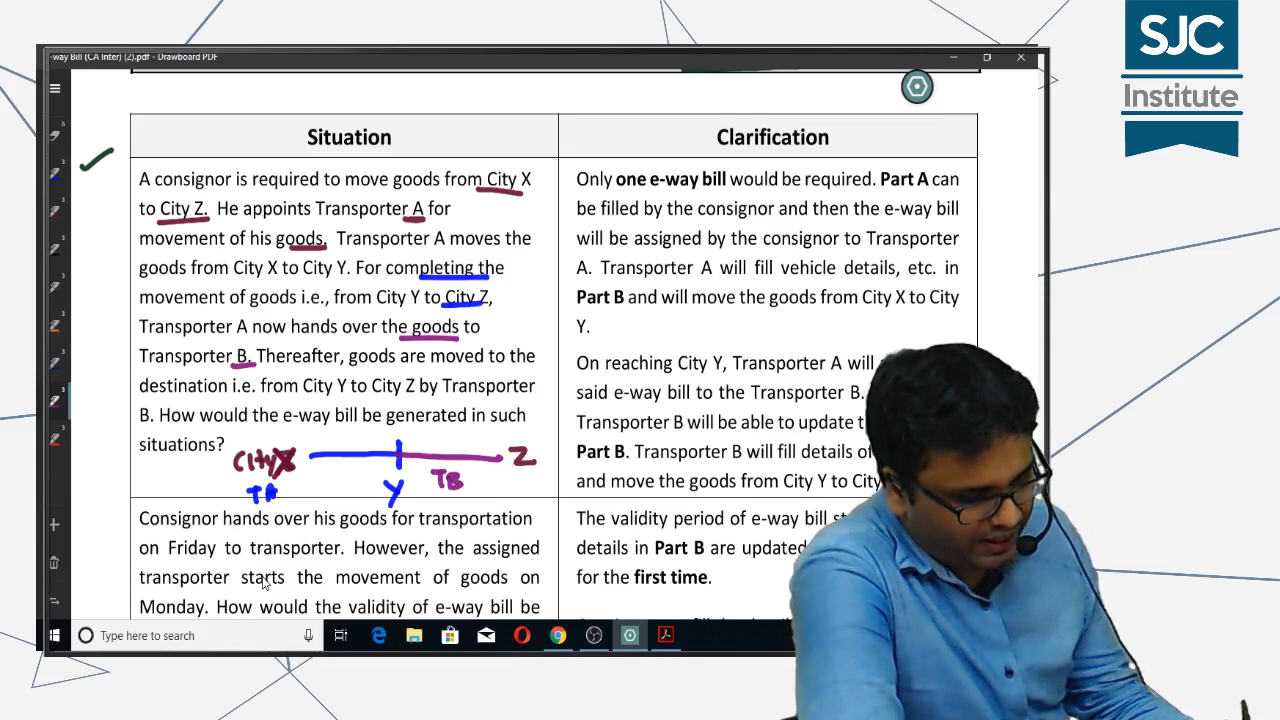 SJC
Institute
-way Bill (CA Inter) (2).pdf - Drawboard PDF
Situation
Clarification
A consignor is required to move goods from City X
to City Z. He appoints Transporter A for
movement of his goods. Transporter A moves the
goods from City X to City Y. For completing the
movement of goods i.e., from City Y to City Z,
Transporter A now hands over the goods to
Transporter B. Thereafter, goods are moved to the
destination i.e. from City Y to City Z by Transporter
B. How would the e-way bill be generated in such
situations?
City X
Z
TA
Y
TB
Only one e-way bill would be required. Part A can
be filled by the consignor and then the e-way bill
will be assigned by the consignor to Transporter
A. Transporter A will fill vehicle details, etc. in
Part B and will move the goods from City X to City
Y.
On reaching City Y, Transporter A will
said e-way bill to the Transporter B.
Transporter B will be able to update
Part B. Transporter B will fill details of
and move the goods from City Y to City
Consignor hands over his goods for transportation
on Friday to transporter. However, the assigned
transporter starts the movement of goods on
Monday. How would the validity of e-way bill be
The validity period of e-way bill
details in Part B are updated
for the first time.
Type here to search